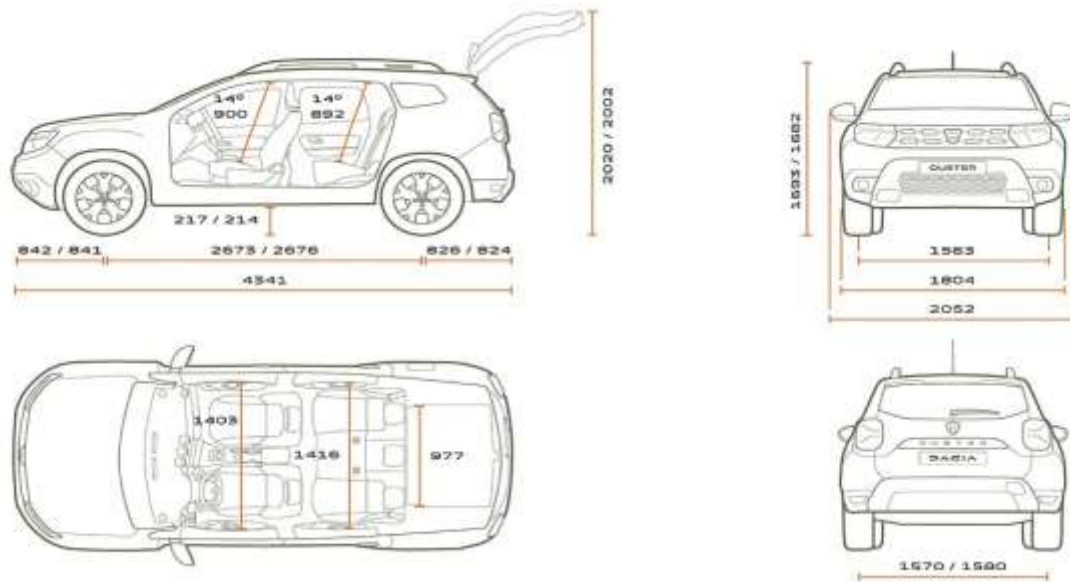 14° 900
14° 892
217 / 214
842 / 841
2673 / 2676
826 / 824
4341
2020 / 2002
1693 / 1682
DUSTER
1563
1804
2052
1403
1416
977
DUSTER
DACIA
1570 / 1580